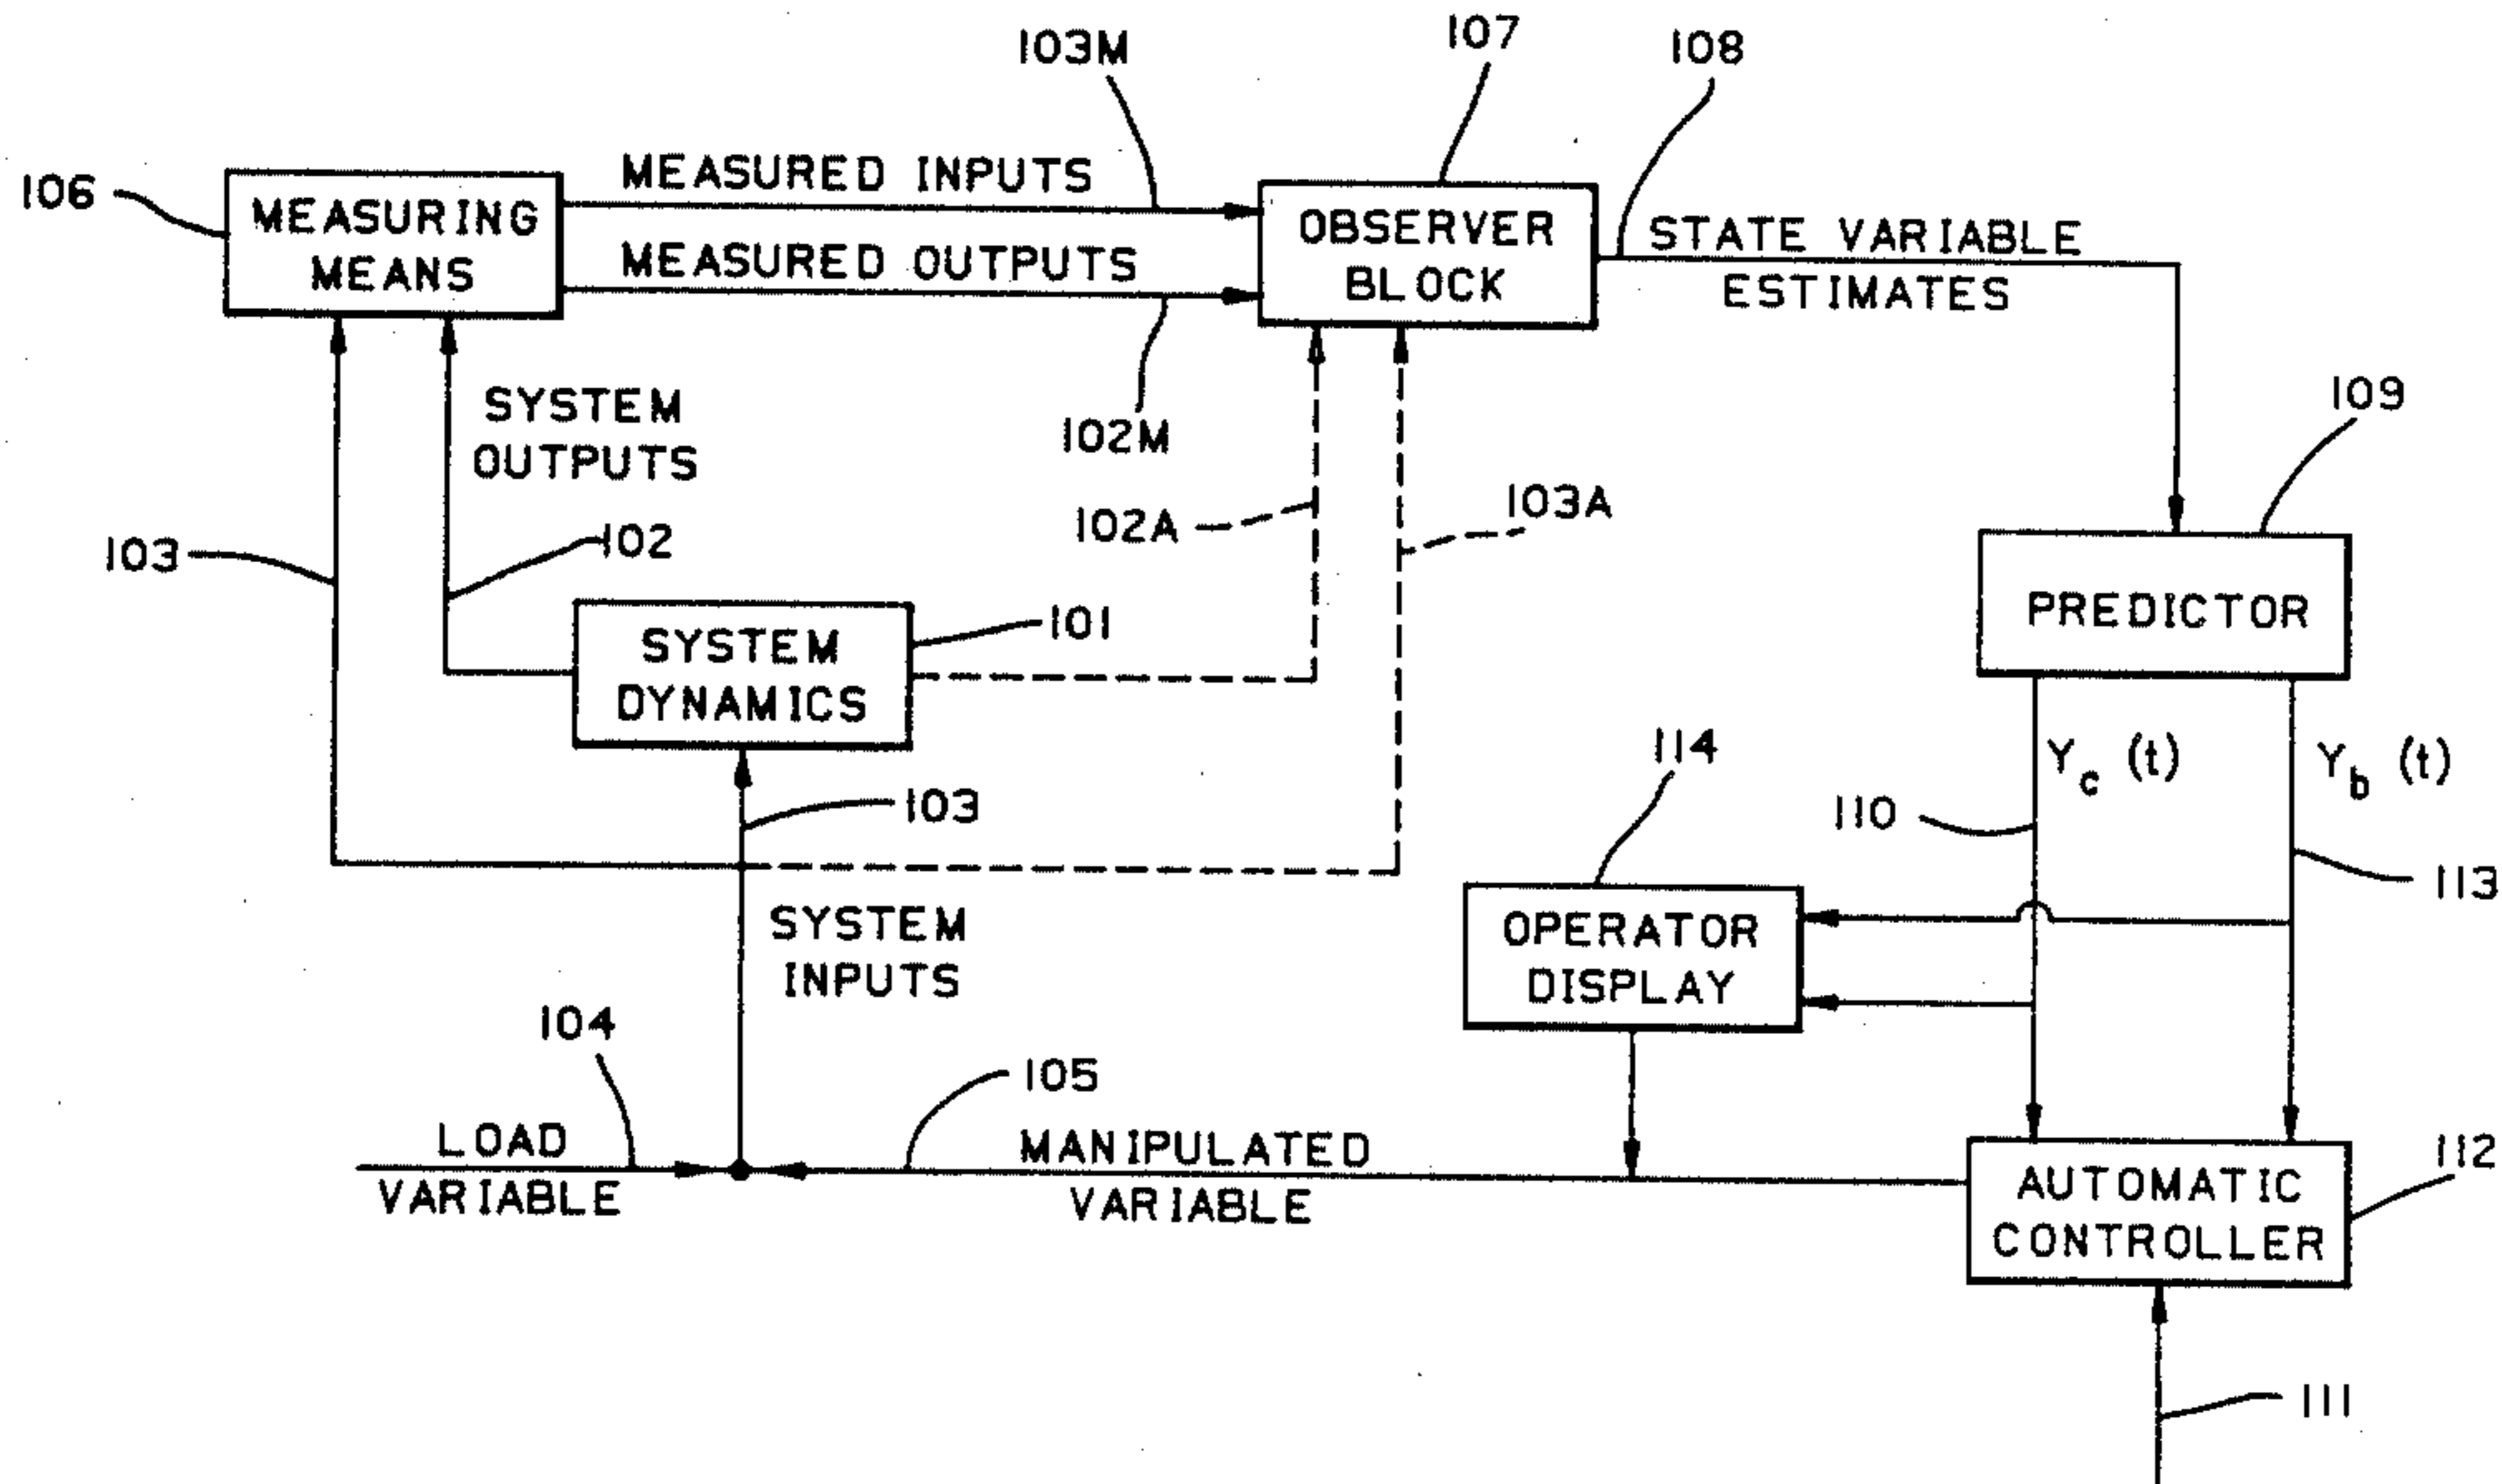 103M
107
108
106
MEASURING
MEANS
MEASURED INPUTS
MEASURED OUTPUTS
OBSERVER
BLOCK
STATE VARIABLE
ESTIMATES
109
SYSTEM
OUTPUTS
102M
102A
103A
103
102
101
SYSTEM
DYNAMICS
PREDICTOR
114
Yc (t)
Yb (t)
103
110
113
SYSTEM
INPUTS
OPERATOR
DISPLAY
104
105
LOAD
VARIABLE
MANIPULATED
VARIABLE
112
AUTOMATIC
CONTROLLER
111